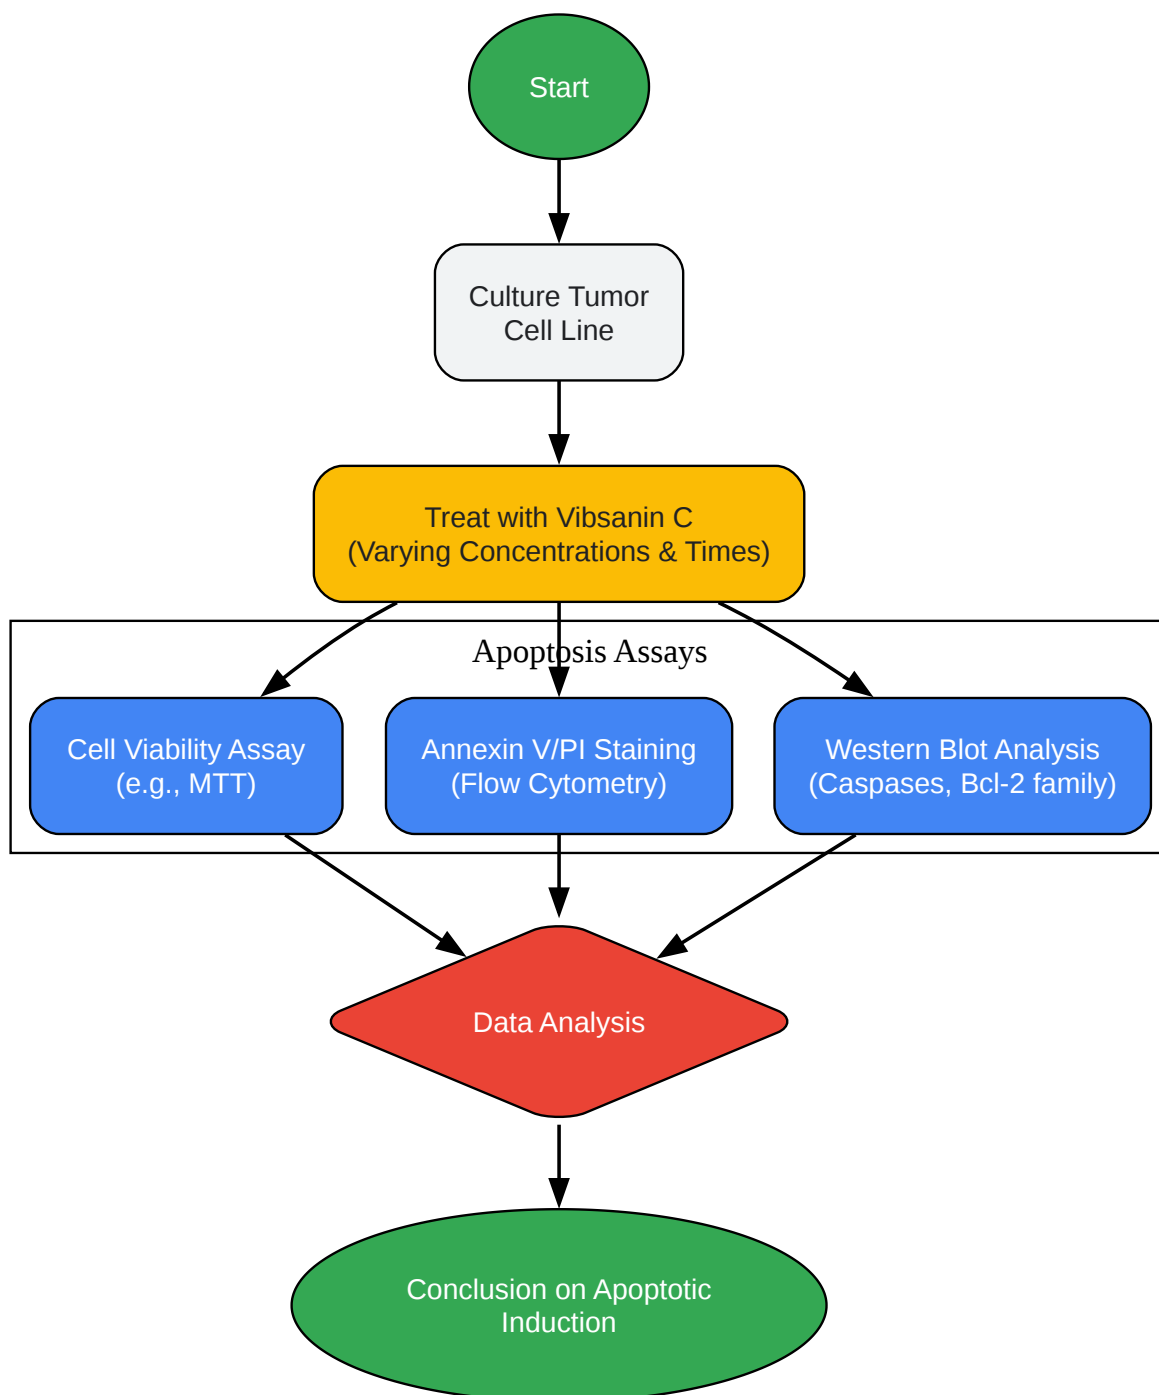 Start
Culture Tumor
Cell Line
Treat with Vibsanin C
(Varying Concentrations & Times)
Apoptosis Assays
Cell Viability Assay
(e.g., MTT)
Annexin V/PI Staining
(Flow Cytometry)
Western Blot Analysis
(Caspases, Bcl-2 family)
Data Analysis
Conclusion on Apoptotic
Induction